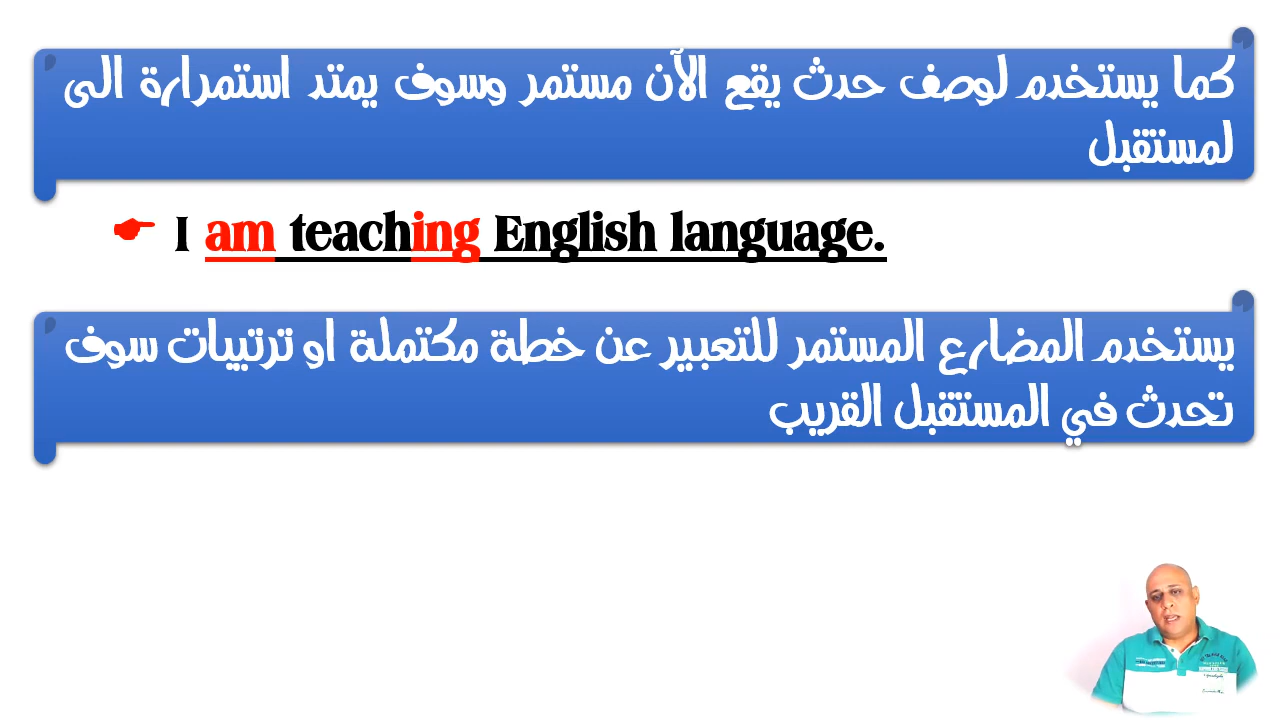 كما يستخدم لوصف حدث يقع الآن مستمر وسوف يمتد استمرارة الى
لمستقبل
I am teaching English language.
يستخدم المضارع المستمر للتعبير عن خطة مكتملة او ترتيبات سوف
تحدث في المستقبل القريب